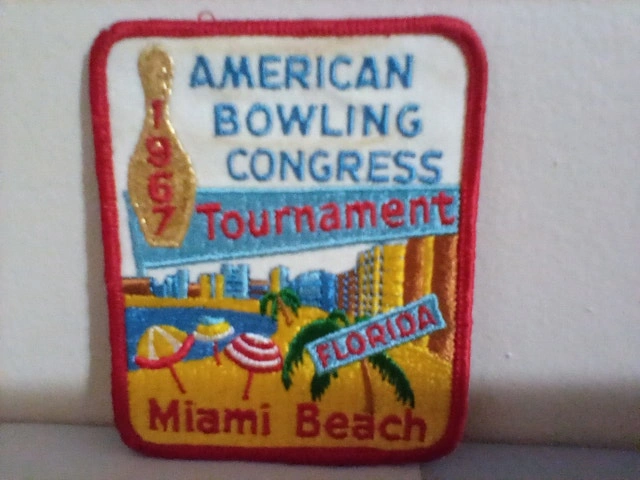 AMERICAN
BOWLING
CONGRESS
1967
Tournament
FLORIDA
Miami Beach